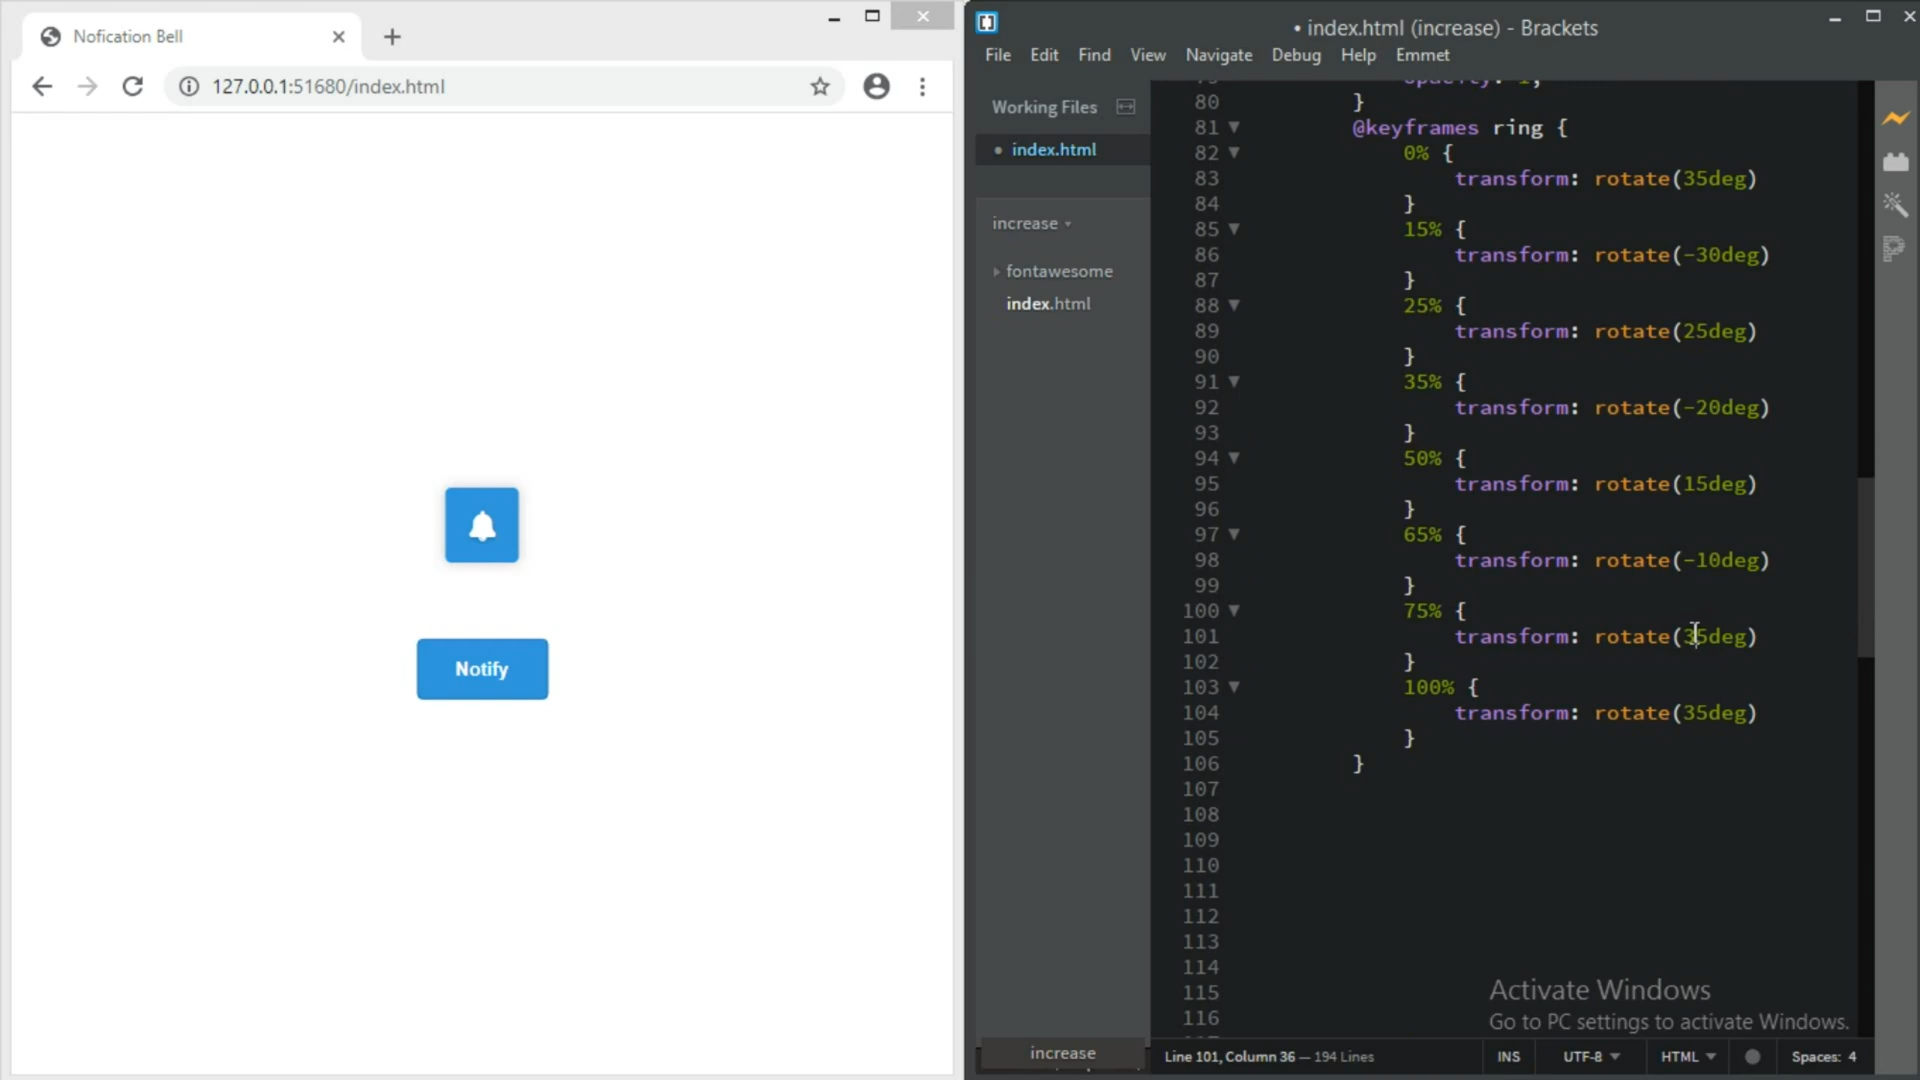 Nofication Bell
127.0.0.1:51680/index.html
Notify
• index.html (increase) - Brackets
File Edit Find View Navigate Debug Help Emmet
Working Files
• index.html
increase
fontawesome
index.html
79 opacity: 1;
80 }
81 @keyframes ring {
82 0% {
83 transform: rotate(35deg)
84 }
85 15% {
86 transform: rotate(-30deg)
87 }
88 25% {
89 transform: rotate(25deg)
90 }
91 35% {
92 transform: rotate(-20deg)
93 }
94 50% {
95 transform: rotate(15deg)
96 }
97 65% {
98 transform: rotate(-10deg)
99 }
100 75% {
101 transform: rotate(35deg)
102 }
103 100% {
104 transform: rotate(35deg)
105 }
106 }
107
108
109
110
111
112
113
114
115
116
Activate Windows
Go to PC settings to activate Windows.
increase
Line 101, Column 36 — 194 Lines
INS UTF-8 HTML Spaces: 4